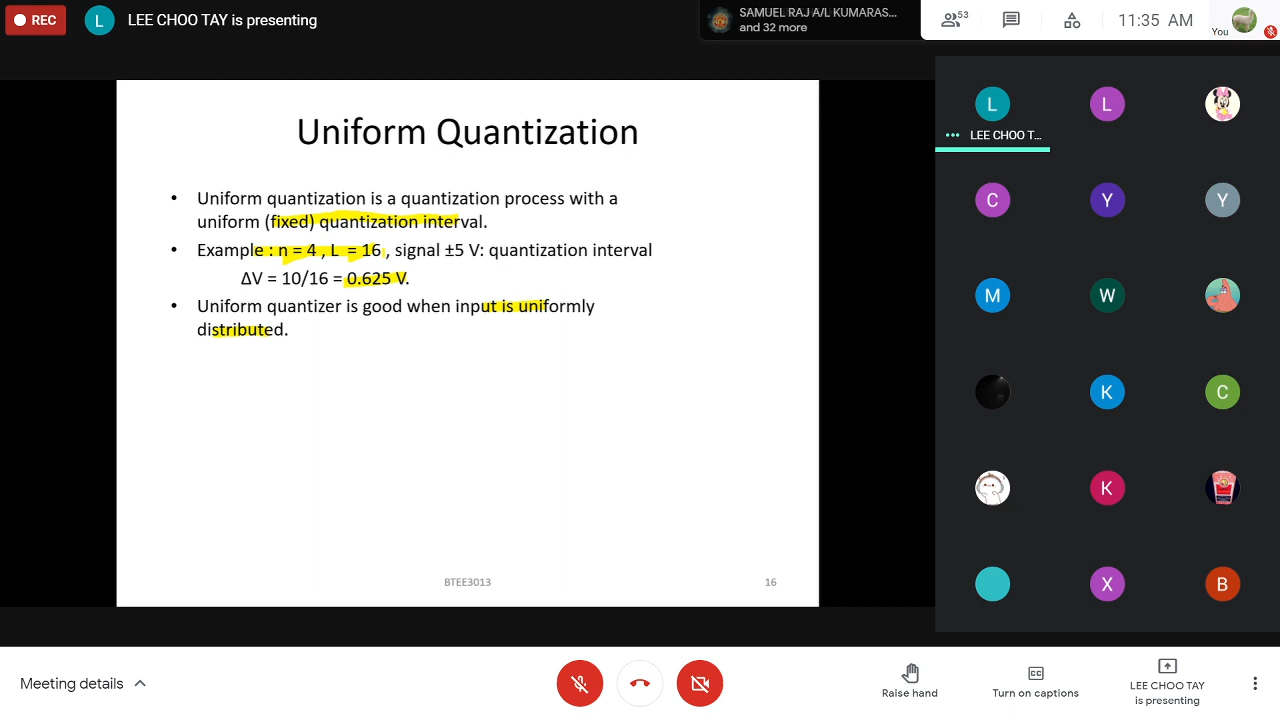 REC
L
LEE CHOO TAY is presenting
SAMUEL RAJ A/L KUMARAS...
and 32 more
53
11:35 AM
You
Uniform Quantization
• Uniform quantization is a quantization process with a
uniform (fixed) quantization interval.
• Example : n = 4 , L = 16 , signal ±5 V: quantization interval
ΔV = 10/16 = 0.625 V.
• Uniform quantizer is good when input is uniformly
distributed.
BTEE3013
16
L
L
LEE CHOO T...
C
Y
Y
M
W
K
C
K
X
B
Meeting details
Raise hand
CC
Turn on captions
LEE CHOO TAY
is presenting